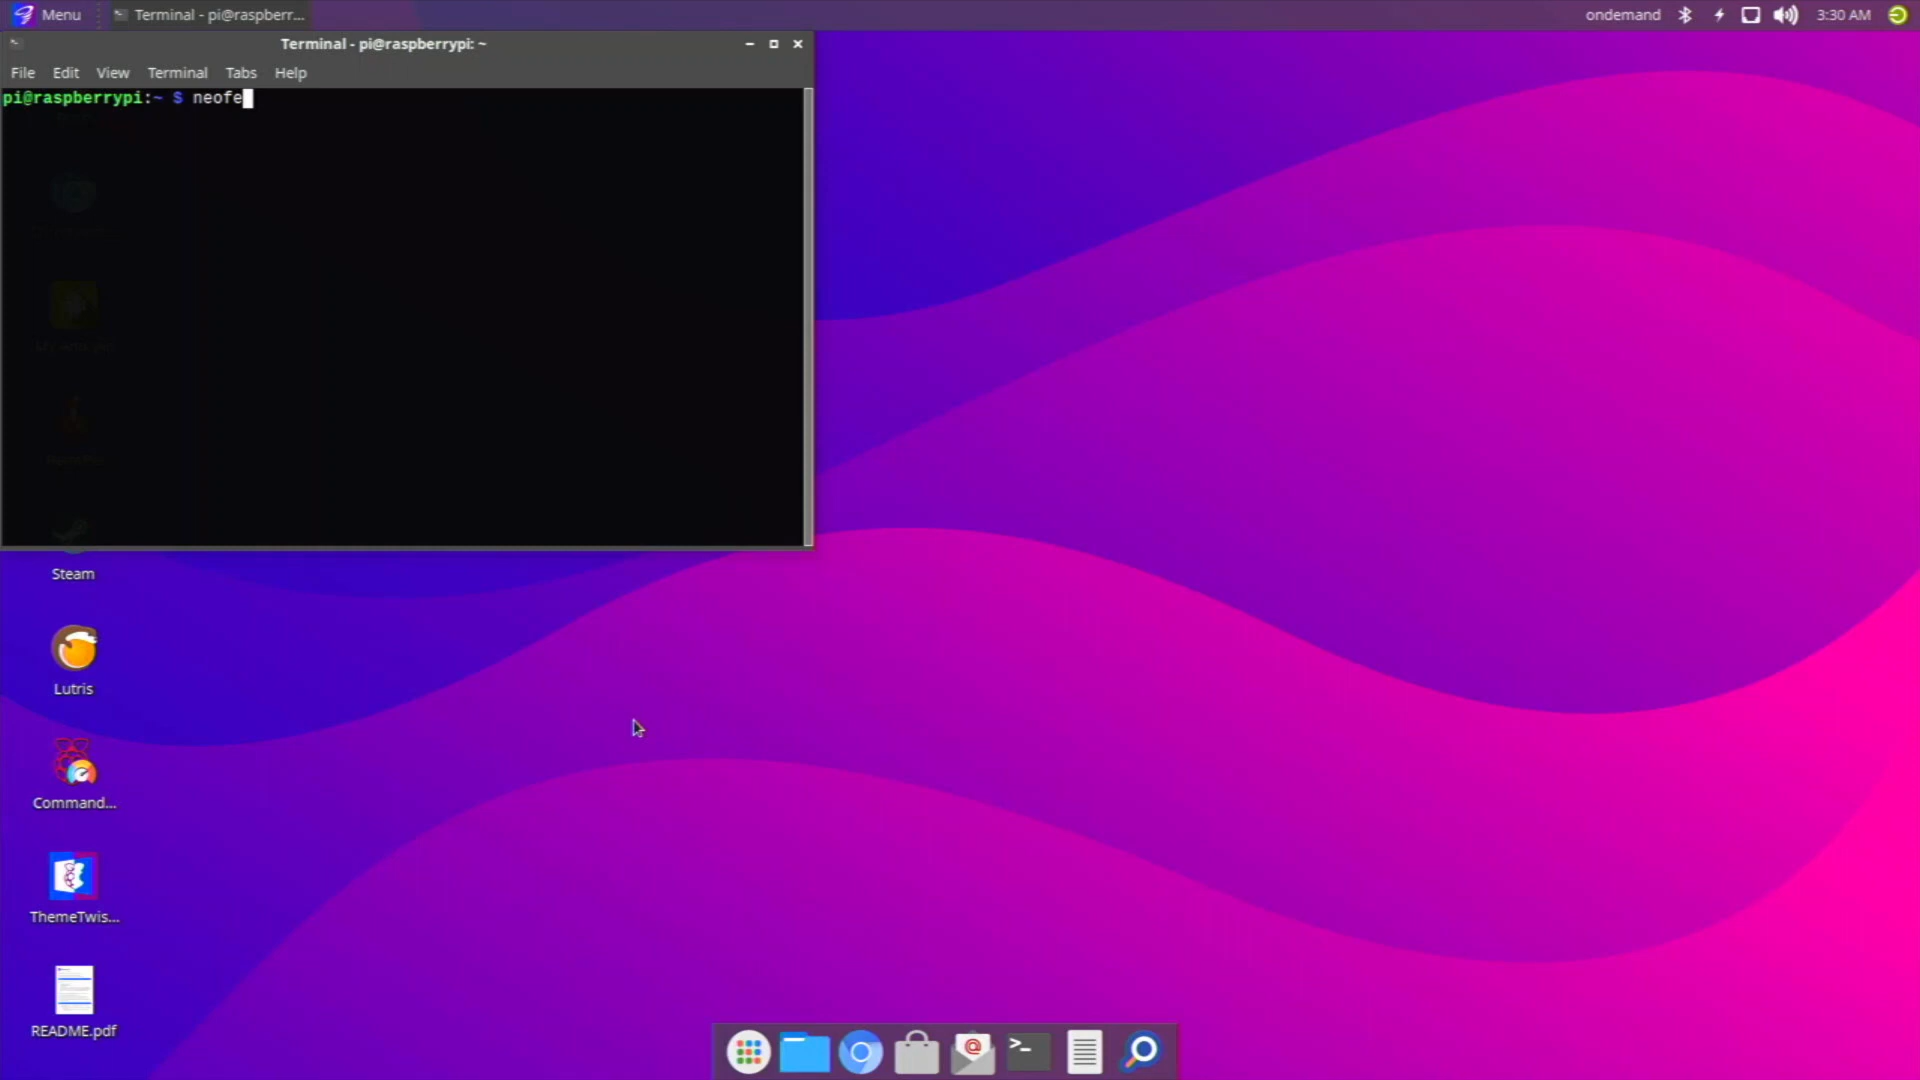 Menu
Terminal - pi@raspberr...
ondemand
3:30 AM
Terminal - pi@raspberrypi: ~
File Edit View Terminal Tabs Help
pi@raspberrypi:~ $ neofe
Steam
Lutris
Command...
ThemeTwis...
README.pdf